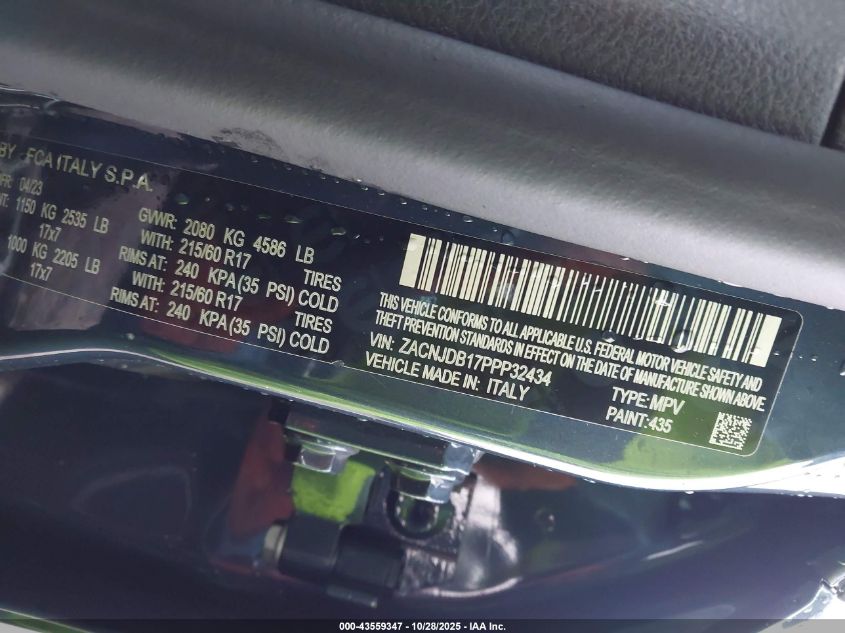 BY FCA ITALY S.P.A.
04/23
1150 KG 2535 LB
17x7
1000 KG 2205 LB
17x7
GVWR: 2080 KG 4586 LB
WITH: 215/60 R17 TIRES
RIMS AT: 240 KPA(35 PSI) COLD
WITH: 215/60 R17 TIRES
RIMS AT: 240 KPA(35 PSI) COLD
THIS VEHICLE CONFORMS TO ALL APPLICABLE U.S. FEDERAL MOTOR VEHICLE SAFETY AND
THEFT PREVENTION STANDARDS IN EFFECT ON THE DATE OF MANUFACTURE SHOWN ABOVE.
VIN: ZACNJDB17PPP32434
TYPE: MPV
VEHICLE MADE IN: ITALY
PAINT: 435
000-43559347 - 10/28/2025 - IAA Inc.